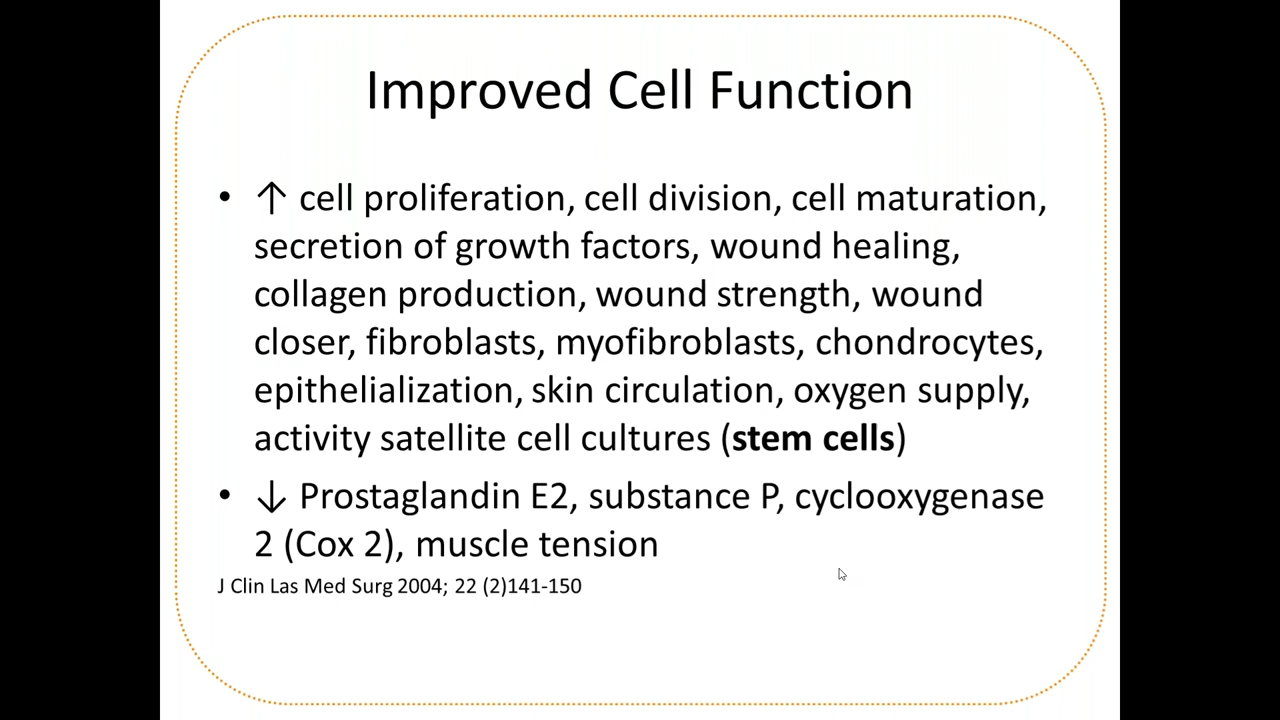 Improved Cell Function
• ↑ cell proliferation, cell division, cell maturation,
secretion of growth factors, wound healing,
collagen production, wound strength, wound
closer, fibroblasts, myofibroblasts, chondrocytes,
epithelialization, skin circulation, oxygen supply,
activity satellite cell cultures (stem cells)
• ↓ Prostaglandin E2, substance P, cyclooxygenase
2 (Cox 2), muscle tension
J Clin Las Med Surg 2004; 22 (2)141-150